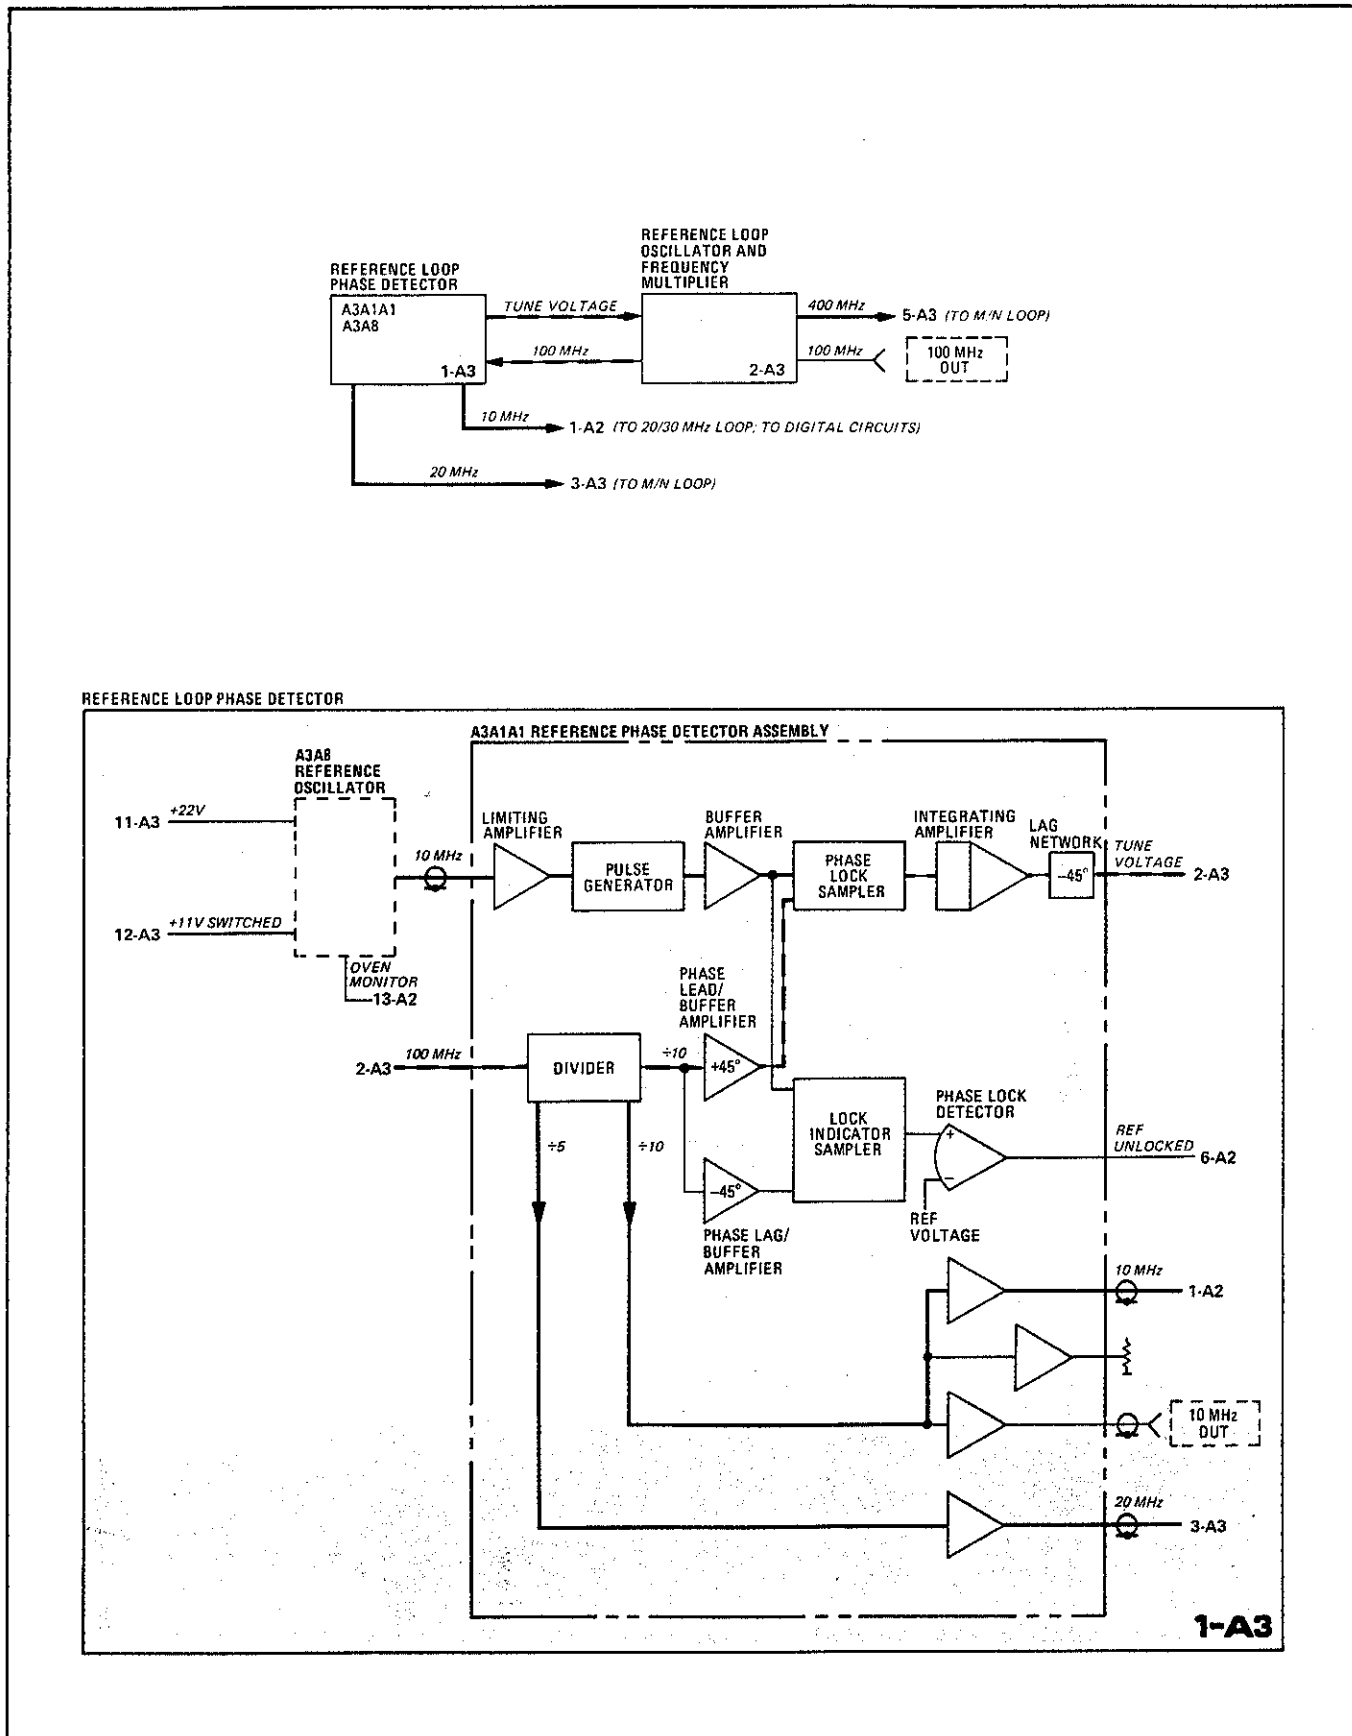 REFERENCE LOOP
OSCILLATOR AND
FREQUENCY
MULTIPLIER
REFERENCE LOOP
PHASE DETECTOR
A3A1A1
A3A8
TUNE VOLTAGE
400 MHz
5-A3 (TO M/N LOOP)
100 MHz
100 MHz
100 MHz
OUT
1-A3
2-A3
10 MHz
1-A2 (TO 20/30 MHz LOOP; TO DIGITAL CIRCUITS)
20 MHz
3-A3 (TO M/N LOOP)
REFERENCE LOOP PHASE DETECTOR
A3A1A1 REFERENCE PHASE DETECTOR ASSEMBLY
A3A8
REFERENCE
OSCILLATOR
11-A3
+22V
12-A3
+11V SWITCHED
OVEN
MONITOR
13-A2
10 MHz
LIMITING
AMPLIFIER
PULSE
GENERATOR
BUFFER
AMPLIFIER
PHASE
LOCK
SAMPLER
INTEGRATING
AMPLIFIER
LAG
NETWORK
–45°
TUNE
VOLTAGE
2-A3
PHASE
LEAD/
BUFFER
AMPLIFIER
2-A3
100 MHz
DIVIDER
÷10
+45°
÷5
÷10
–45°
PHASE LAG/
BUFFER
AMPLIFIER
LOCK
INDICATOR
SAMPLER
PHASE LOCK
DETECTOR
+
–
REF
VOLTAGE
REF
UNLOCKED
6-A2
10 MHz
1-A2
10 MHz
OUT
20 MHz
3-A3
1-A3